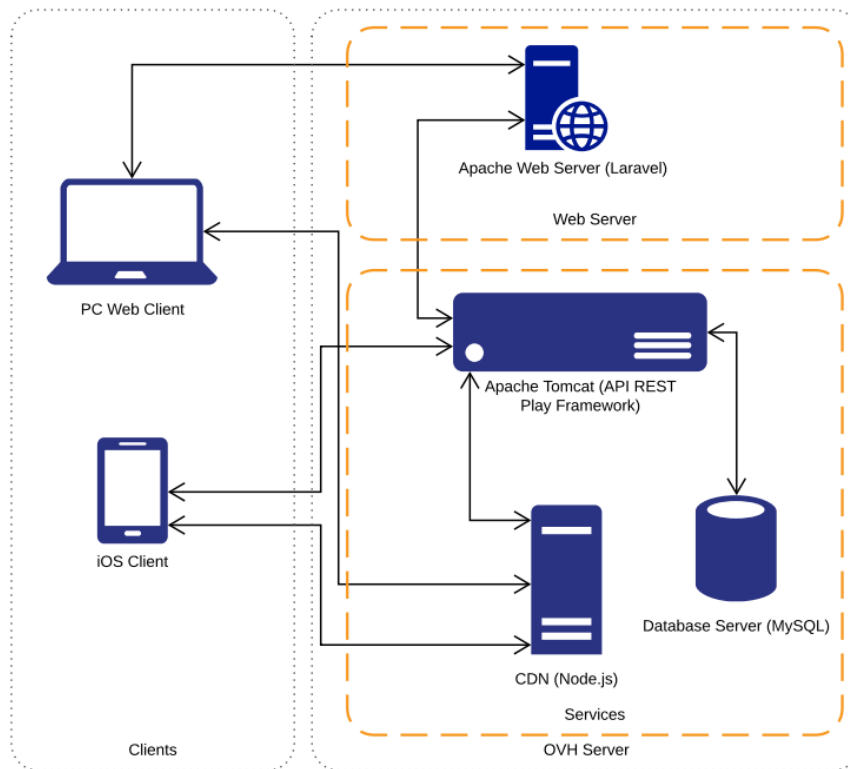 Apache Web Server (Laravel)
Web Server
PC Web Client
Apache Tomcat (API REST
Play Framework)
iOS Client
Database Server (MySQL)
CDN (Node.js)
Services
Clients
OVH Server